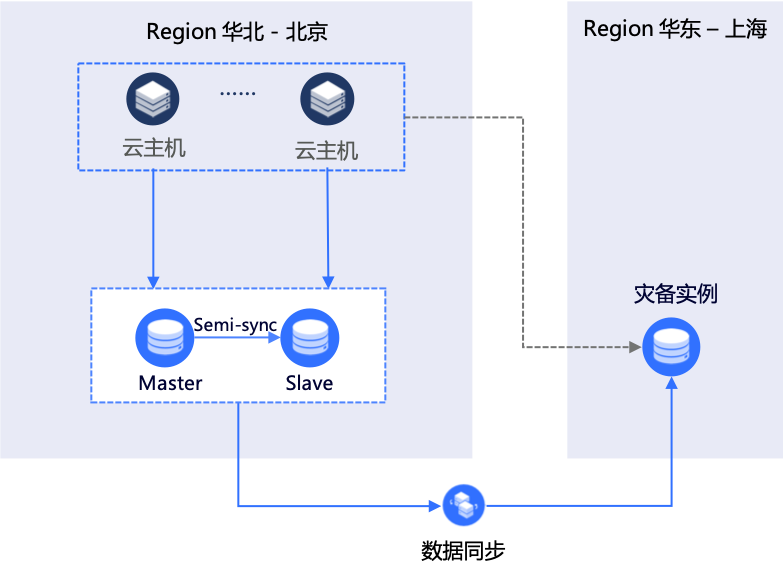 Region 华北 - 北京
Region 华东 – 上海
......
云主机
云主机
灾备实例
Semi-sync
Master
Slave
数据同步